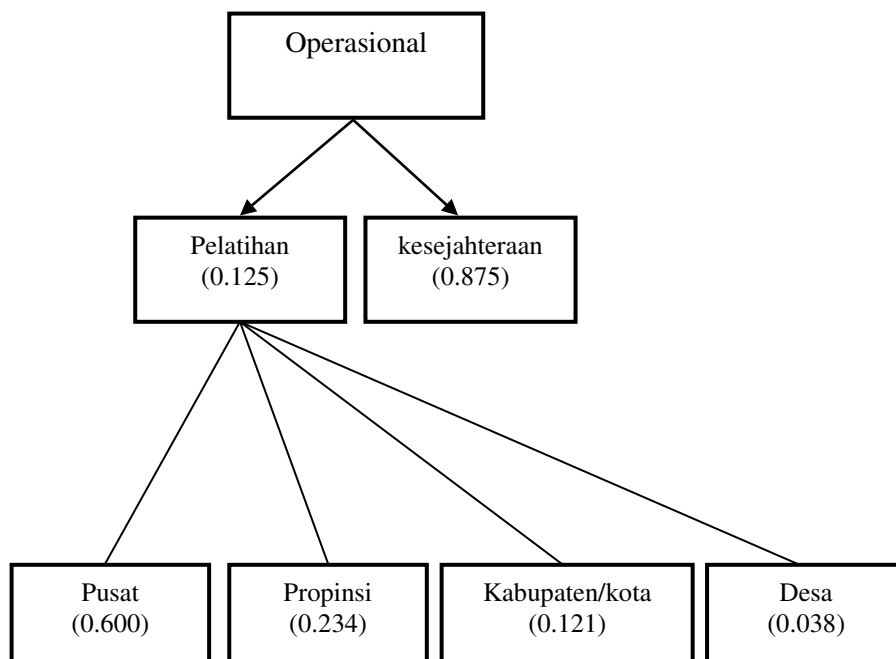 Operasional
Pelatihan
(0.125)
kesejahteraan
(0.875)
Pusat
(0.600)
Propinsi
(0.234)
Kabupaten/kota
(0.121)
Desa
(0.038)